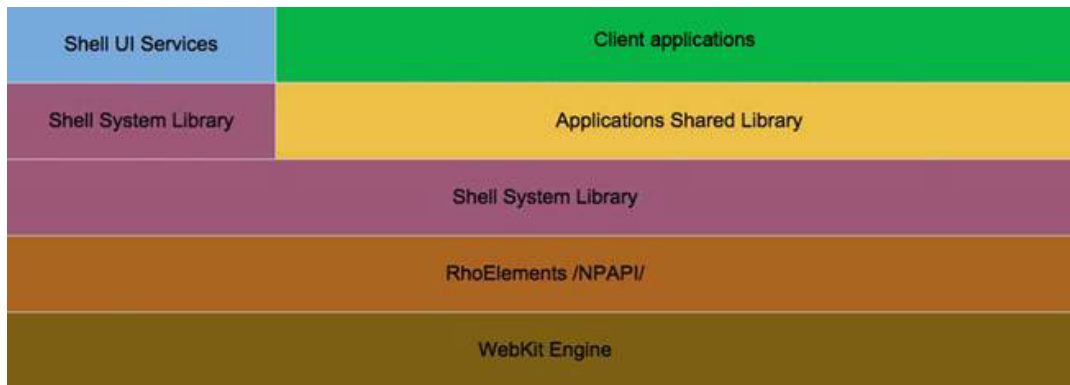 Shell UI Services
Client applications
Shell System Library
Applications Shared Library
Shell System Library
RhoElements /NPAPI/
WebKit Engine